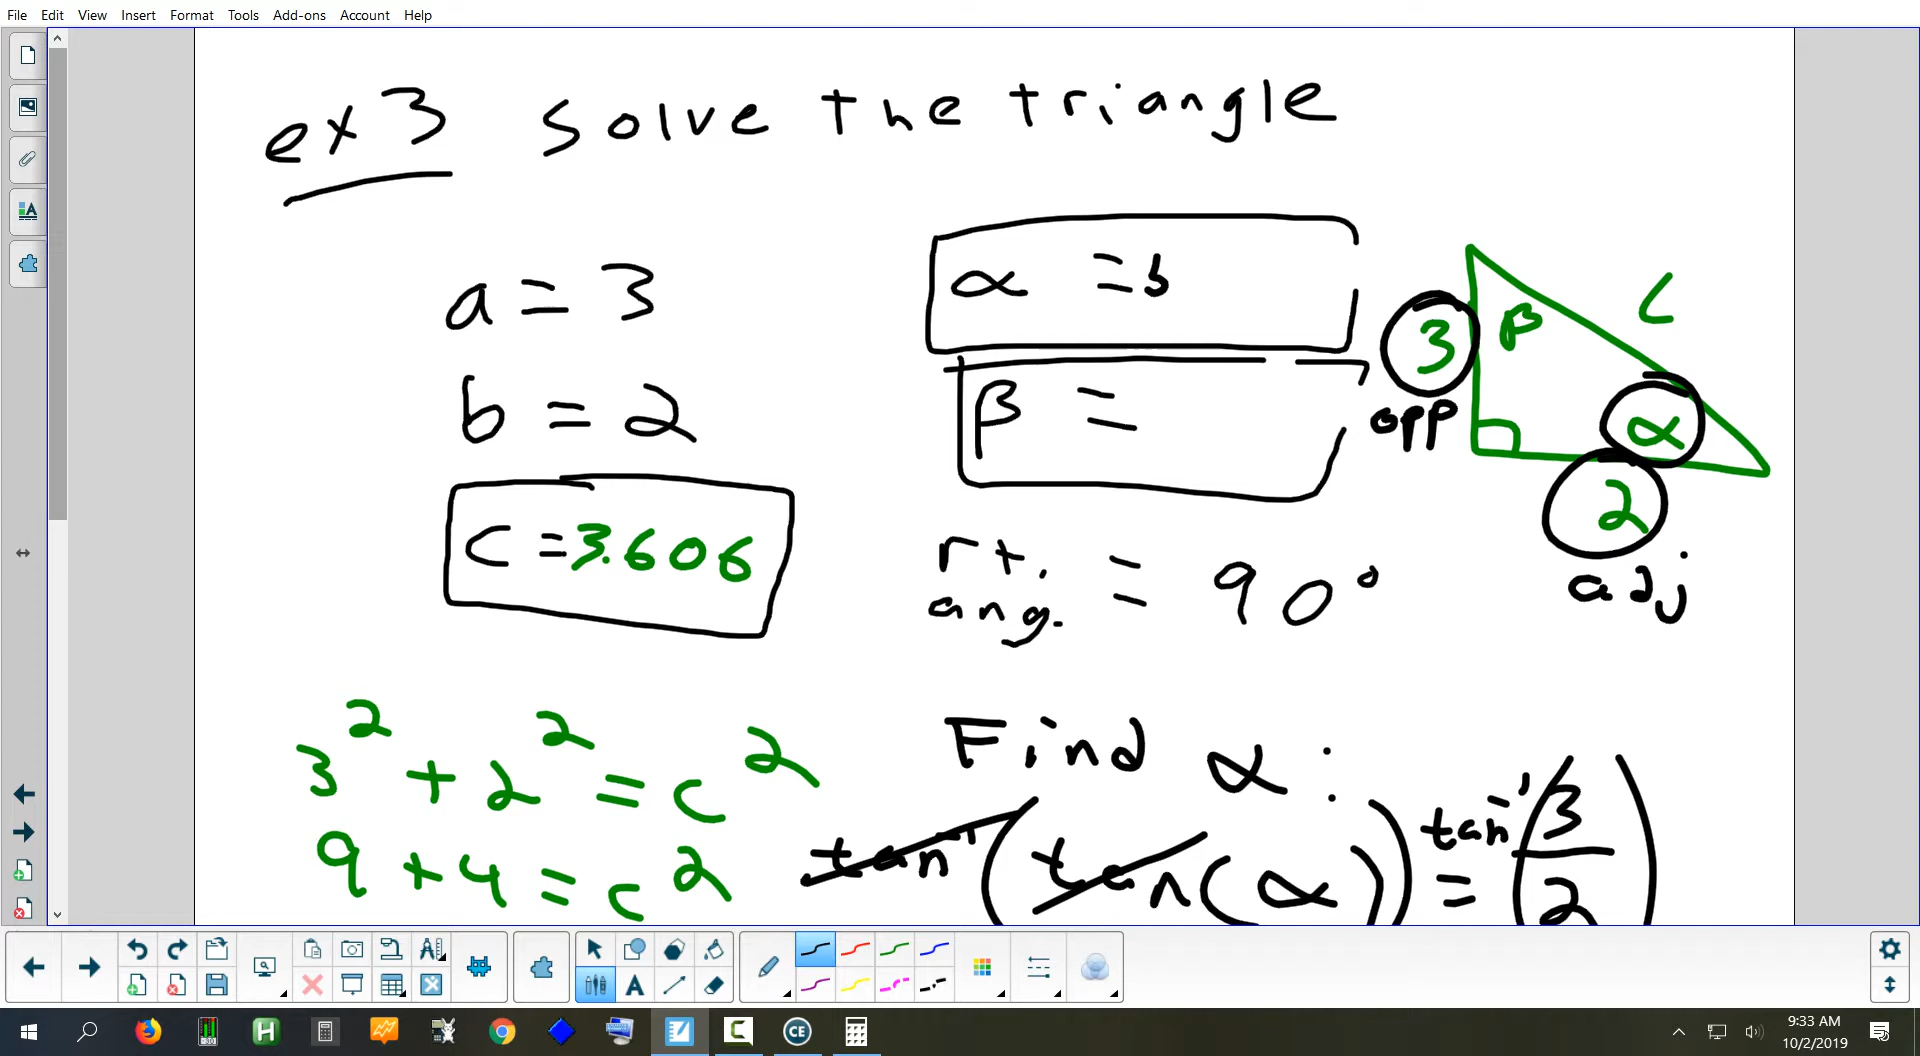 File Edit View Insert Format Tools Add-ons Account Help
ex 3 solve the triangle
a = 3
b = 2
c = 3.606
α =
β =
rt. ang. = 90°
3
opp
β
c
α
2
adj
3² + 2² = c²
9 + 4 = c²
Find α :
tan⁻¹(tan(α)) = tan⁻¹(3/2)
A
CE
9:33 AM
10/2/2019